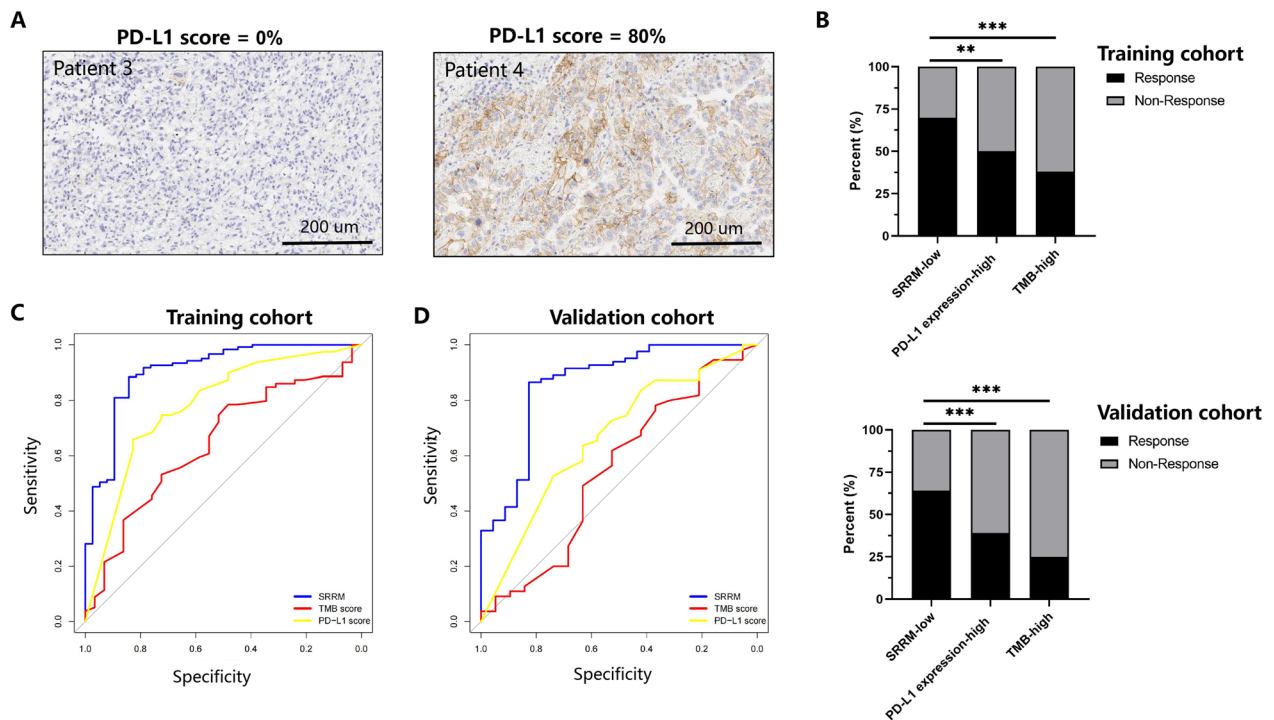 A
PD-L1 score = 0%
Patient 3
200 um
PD-L1 score = 80%
Patient 4
200 um
B
***
**
Training cohort
Response
Non-Response
Percent (%)
100
75
50
25
0
SRRM-low
PD-L1 expression-high
TMB-high
***
***
Validation cohort
Response
Non-Response
Percent (%)
100
75
50
25
0
SRRM-low
PD-L1 expression-high
TMB-high
C
Training cohort
Sensitivity
1.0
0.8
0.6
0.4
0.2
0.0
SRRM
TMB score
PD-L1 score
1.0 0.8 0.6 0.4 0.2 0.0
Specificity
D
Validation cohort
Sensitivity
1.0
0.8
0.6
0.4
0.2
0.0
SRRM
TMB score
PD-L1 score
1.0 0.8 0.6 0.4 0.2 0.0
Specificity